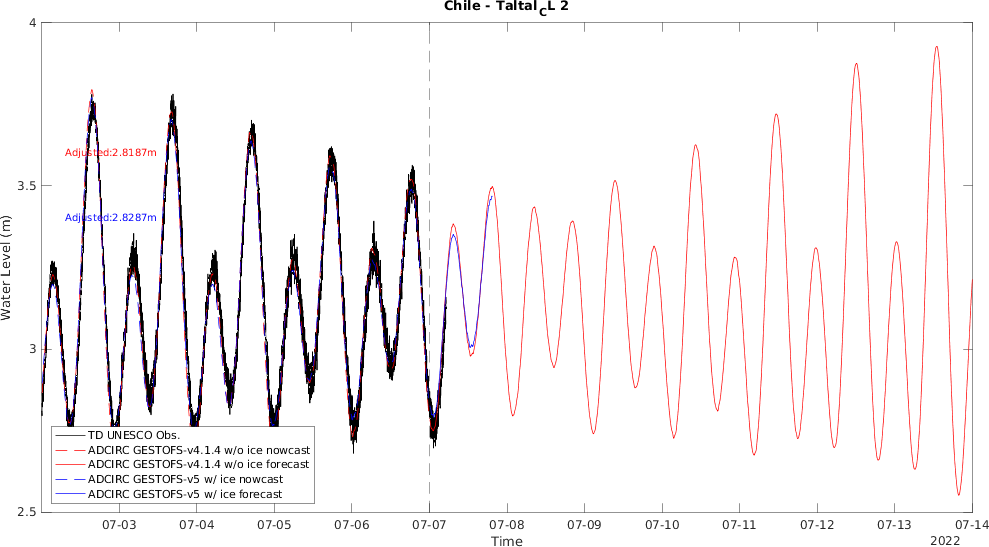 Chile - Taltal_CL 2
4
3.5
3
2.5
Water Level (m)
Adjusted:2.8187m
Adjusted:2.8287m
TD UNESCO Obs.
ADCIRC GESTOFS-v4.1.4 w/o ice nowcast
ADCIRC GESTOFS-v4.1.4 w/o ice forecast
ADCIRC GESTOFS-v5 w/ ice nowcast
ADCIRC GESTOFS-v5 w/ ice forecast
07-03 07-04 07-05 07-06 07-07 07-08 07-09 07-10 07-11 07-12 07-13 07-14
Time
2022